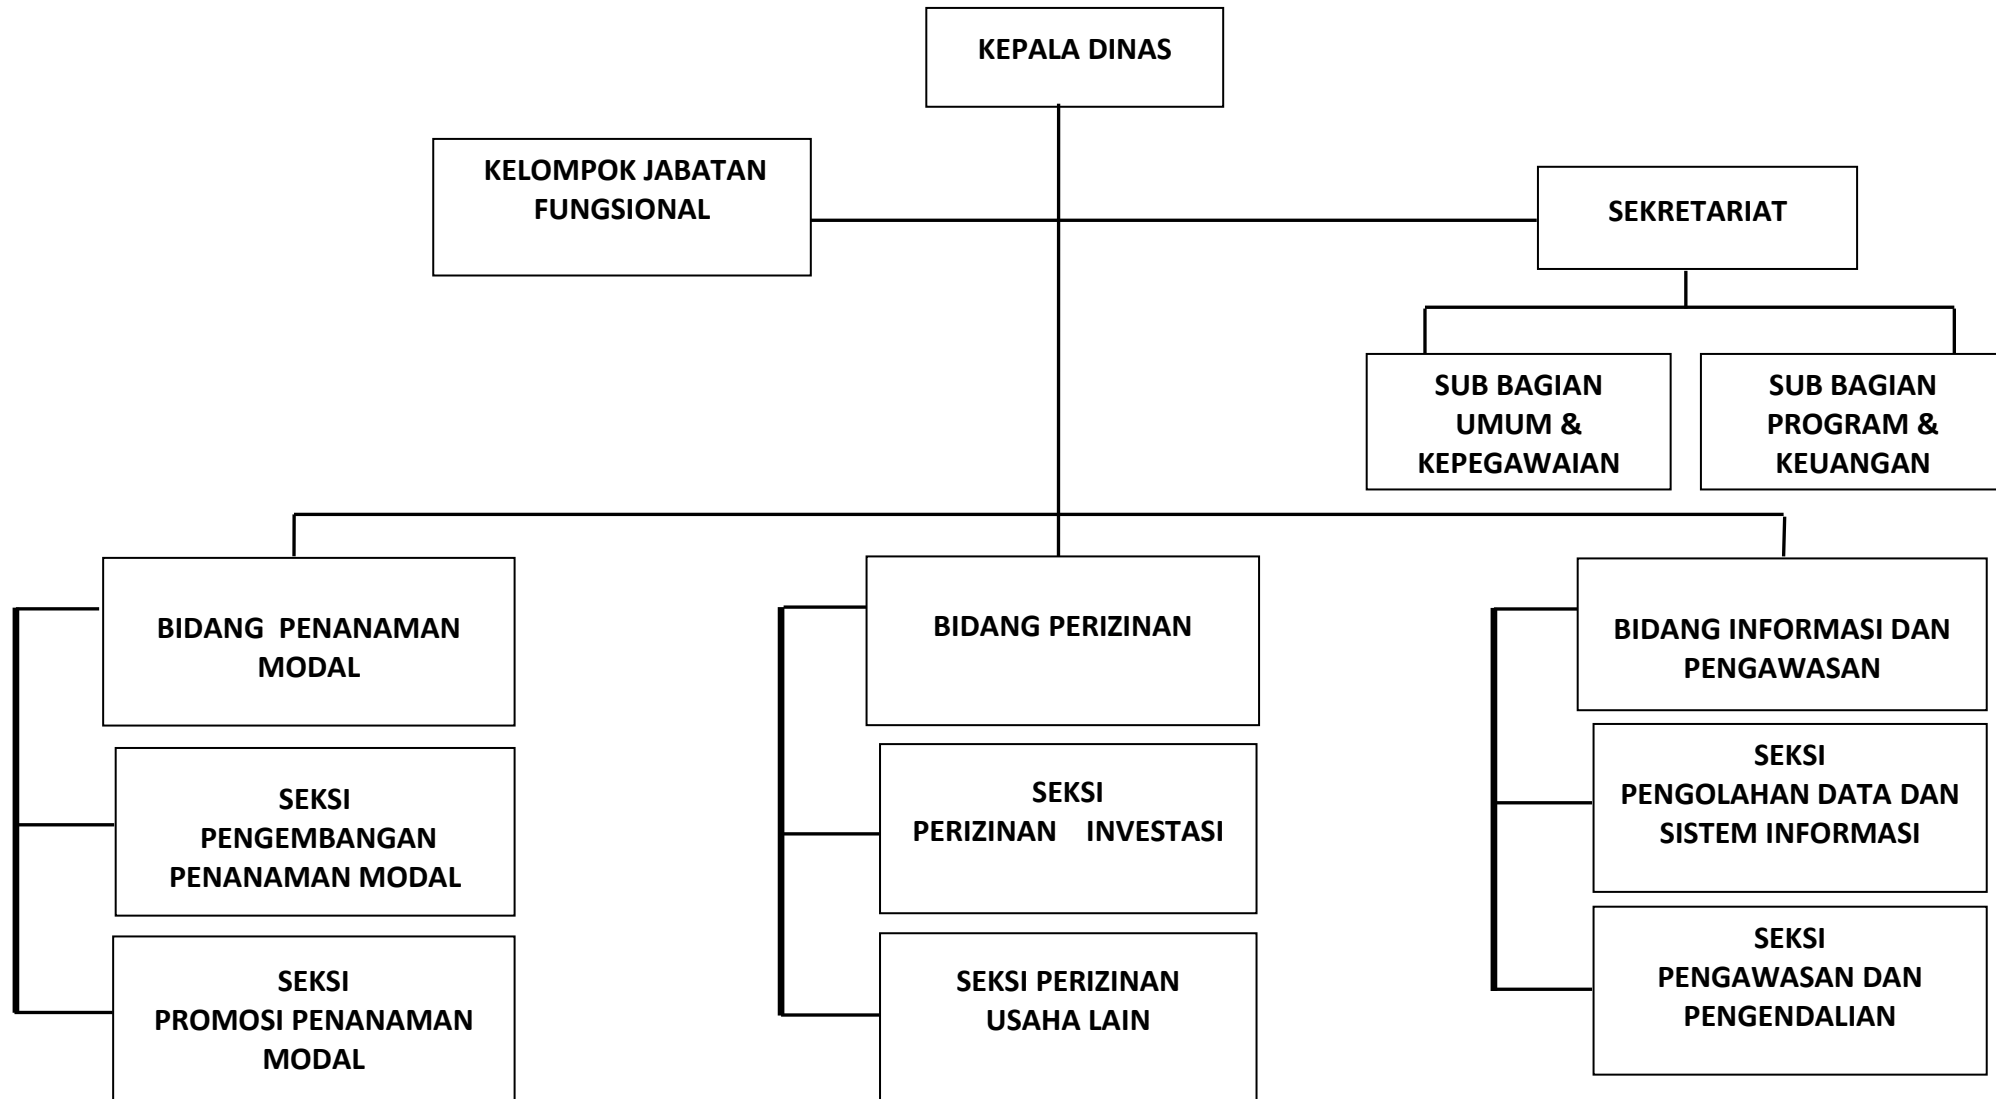 KEPALA DINAS
KELOMPOK JABATAN
FUNGSIONAL
SEKRETARIAT
SUB BAGIAN
UMUM &
KEPEGAWAIAN
SUB BAGIAN
PROGRAM &
KEUANGAN
BIDANG PENANAMAN
MODAL
SEKSI
PENGEMBANGAN
PENANAMAN MODAL
SEKSI
PROMOSI PENANAMAN
MODAL
BIDANG PERIZINAN
SEKSI
PERIZINAN INVESTASI
SEKSI PERIZINAN
USAHA LAIN
BIDANG INFORMASI DAN
PENGAWASAN
SEKSI
PENGOLAHAN DATA DAN
SISTEM INFORMASI
SEKSI
PENGAWASAN DAN
PENGENDALIAN